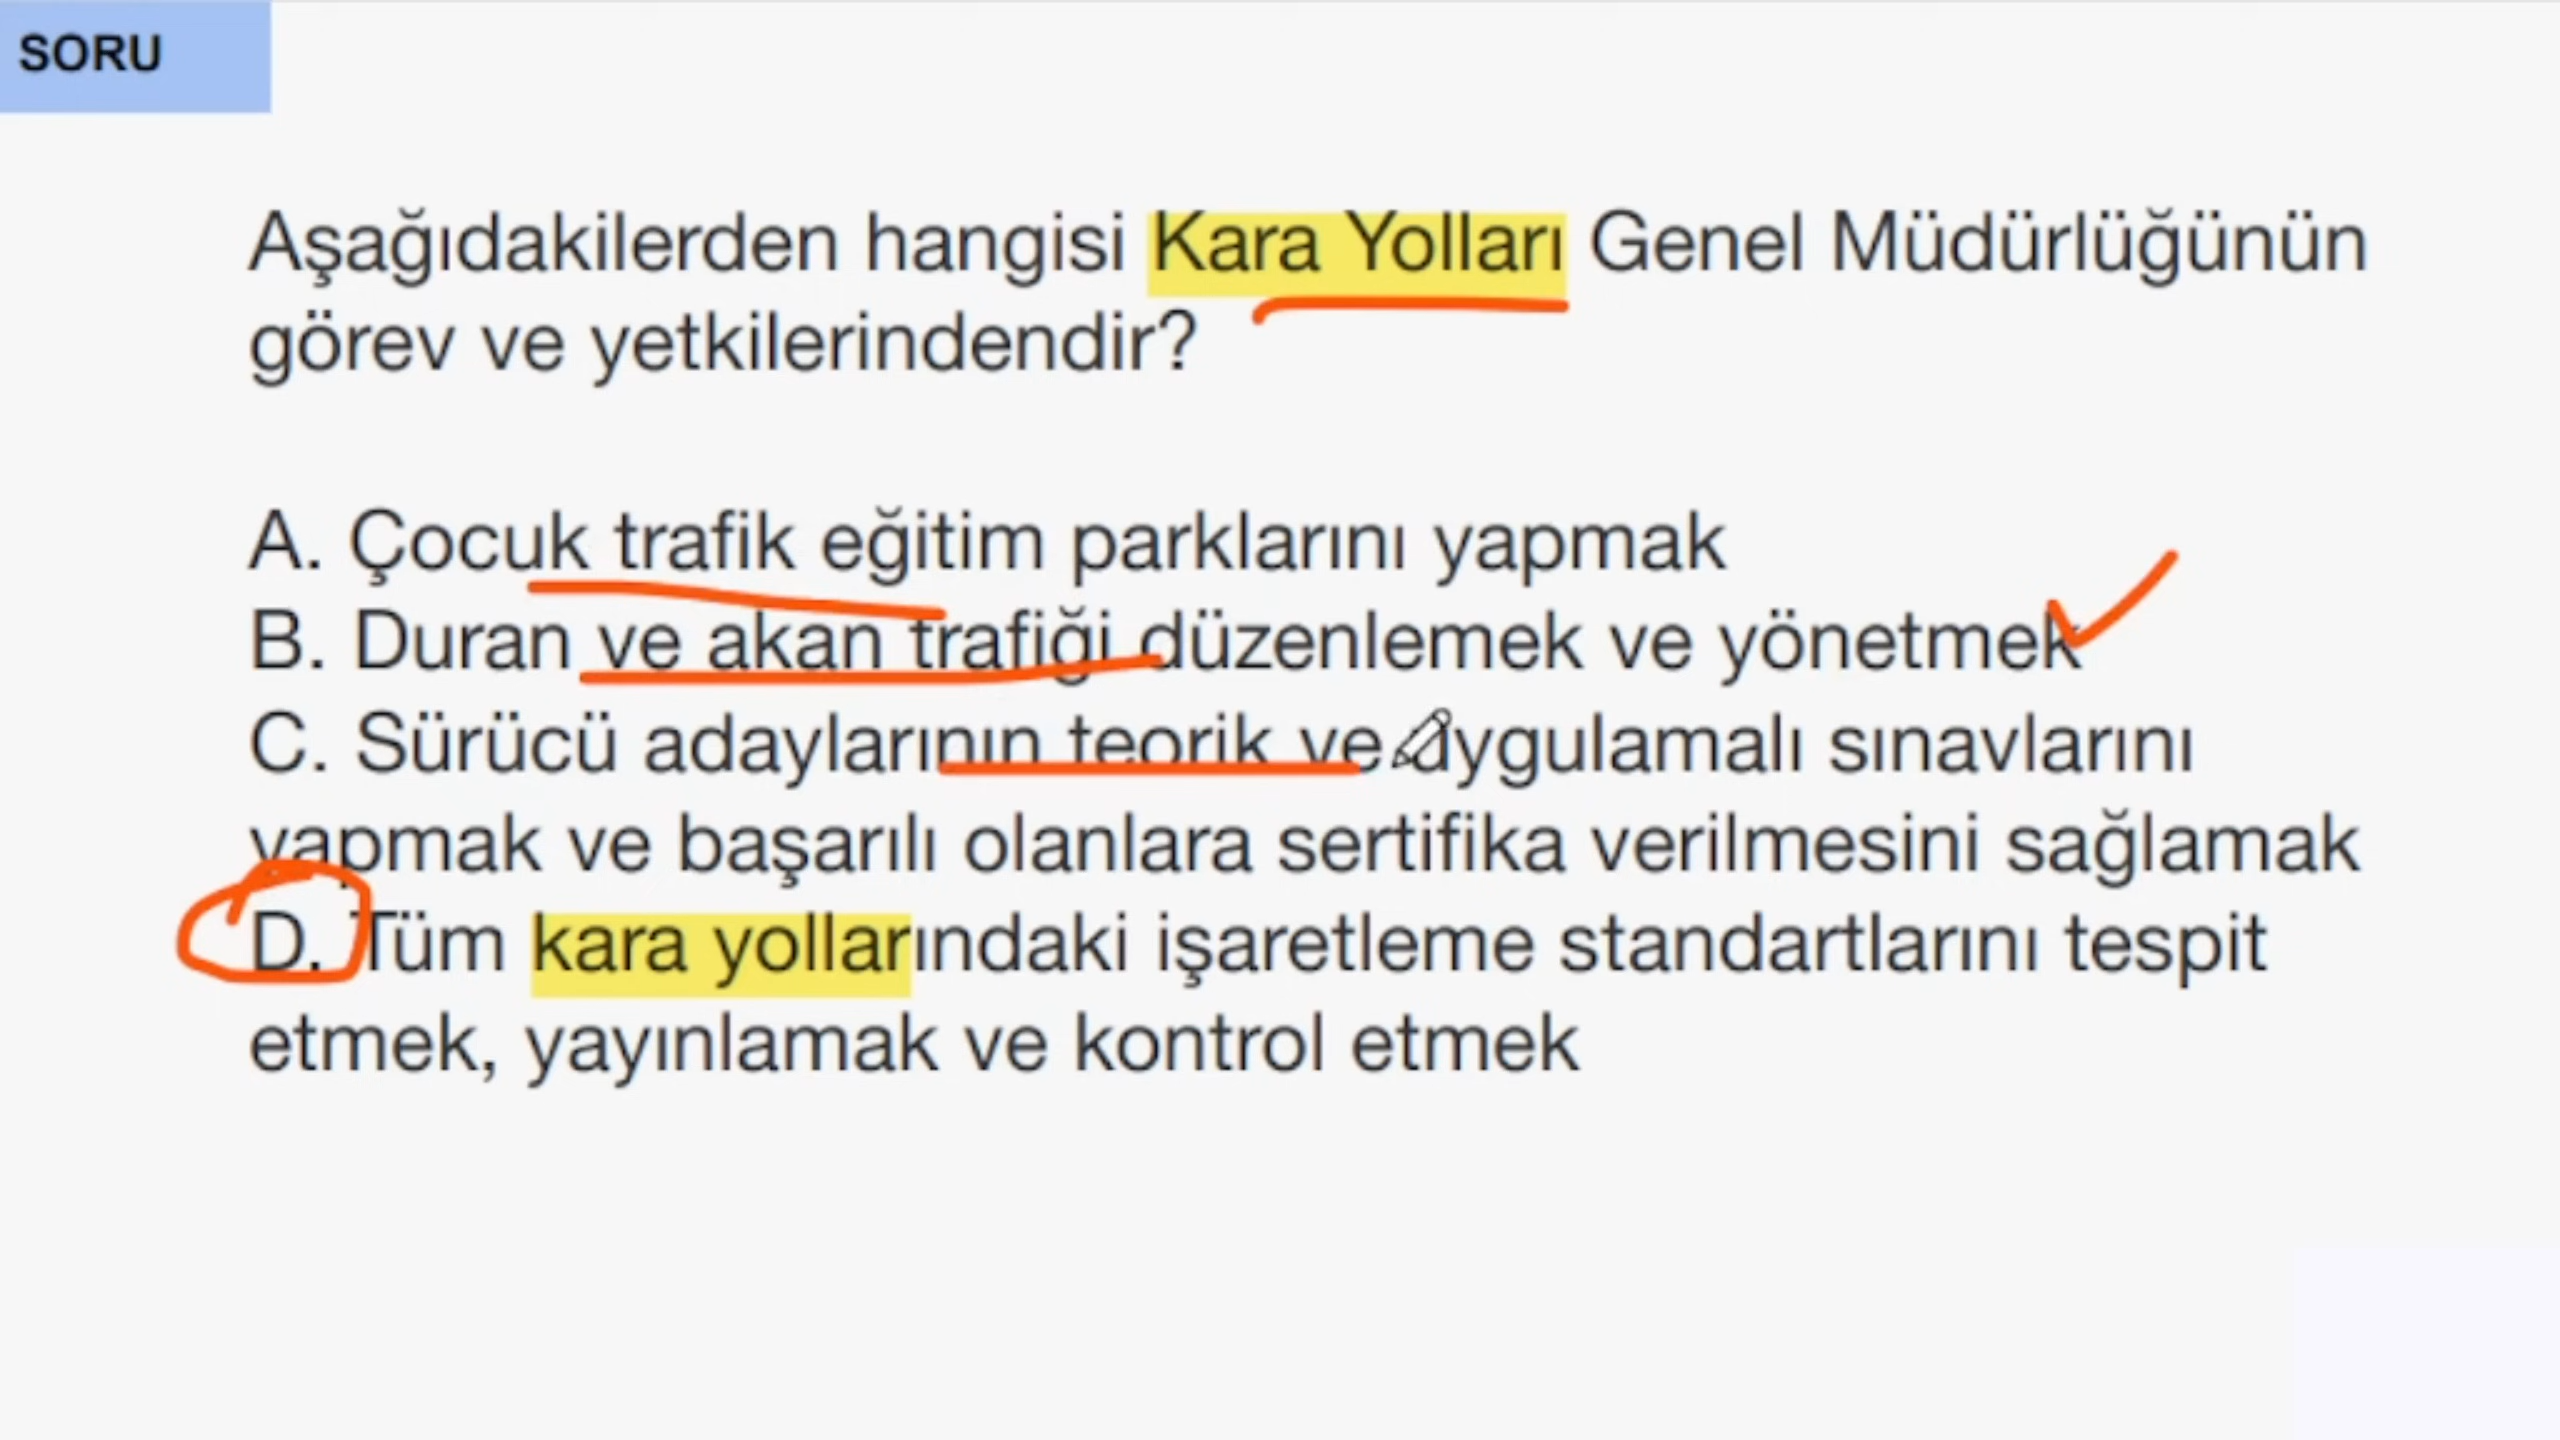 SORU
Aşağıdakilerden hangisi Kara Yolları Genel Müdürlüğünün
görev ve yetkilerindendir?
A. Çocuk trafik eğitim parklarını yapmak
B. Duran ve akan trafiği düzenlemek ve yönetmek
C. Sürücü adaylarının teorik ve uygulamalı sınavlarını
yapmak ve başarılı olanlara sertifika verilmesini sağlamak
D. Tüm kara yollarındaki işaretleme standartlarını tespit
etmek, yayınlamak ve kontrol etmek